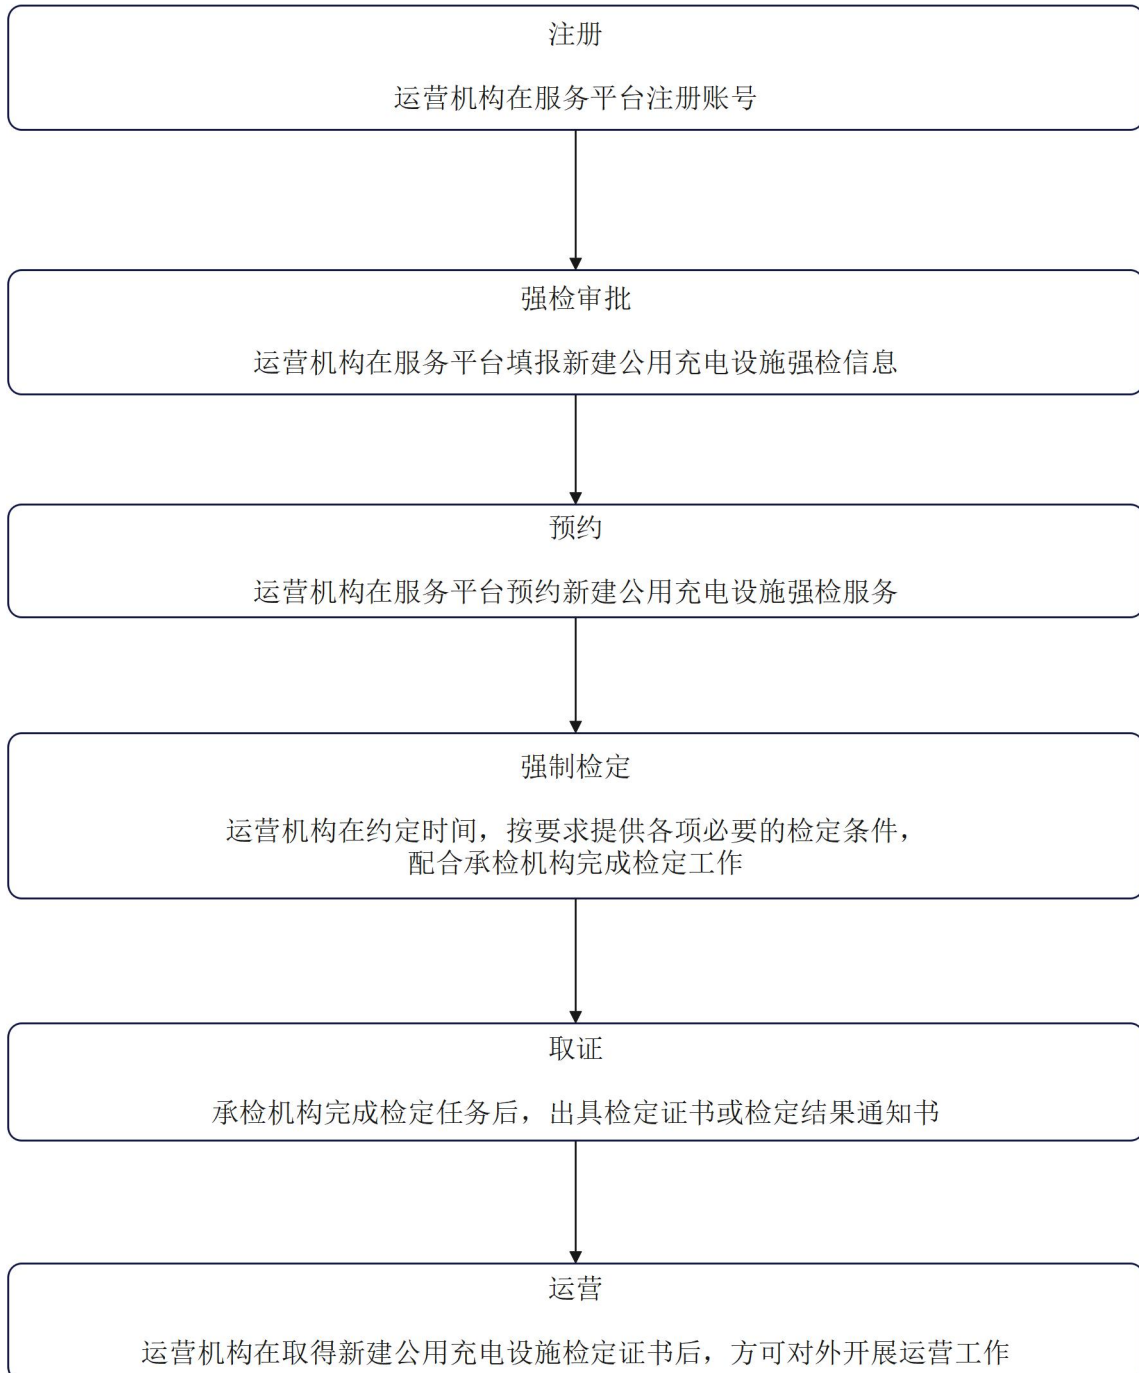 注册
运营机构在服务平台注册账号
强检审批
运营机构在服务平台填报新建公用充电设施强检信息
预约
运营机构在服务平台预约新建公用充电设施强检服务
强制检定
运营机构在约定时间，按要求提供各项必要的检定条件，
配合承检机构完成检定工作
取证
承检机构完成检定任务后，出具检定证书或检定结果通知书
运营
运营机构在取得新建公用充电设施检定证书后，方可对外开展运营工作